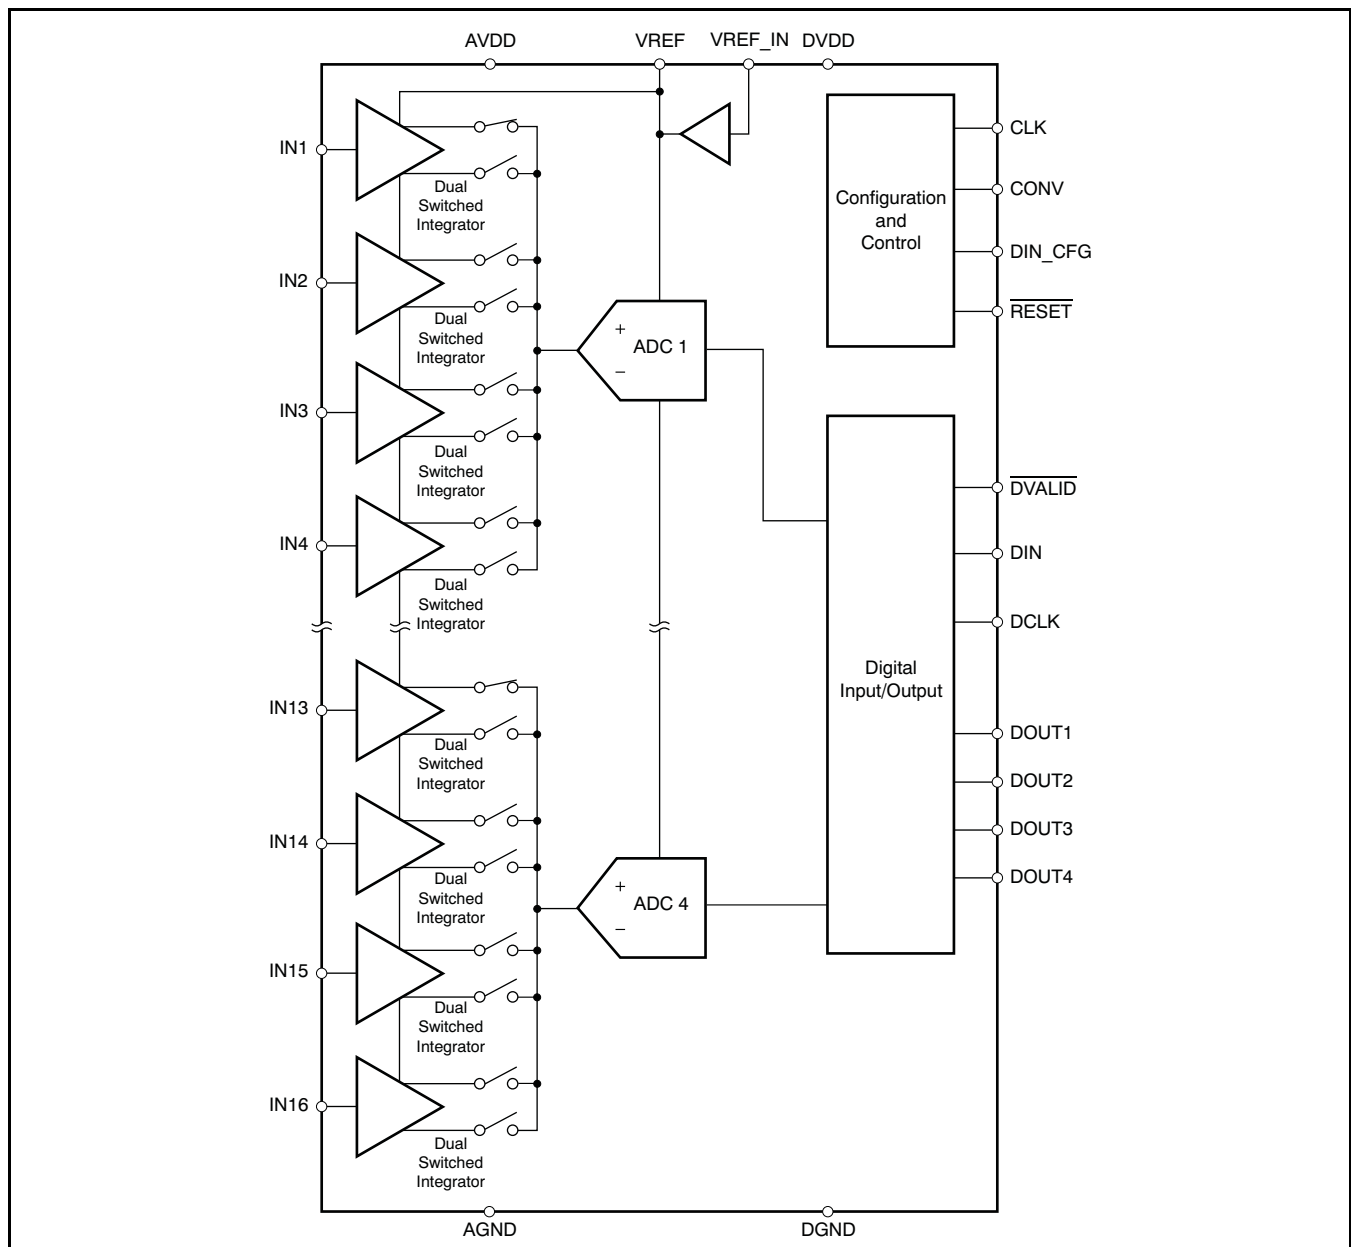 AVDD
VREF
VREF_IN
DVDD
IN1
Dual
Switched
Integrator
IN2
Dual
Switched
Integrator
IN3
Dual
Switched
Integrator
IN4
Dual
Switched
Integrator
+
ADC 1
−
Configuration
and
Control
CLK
CONV
DIN_CFG
RESET
DVALID
DIN
DCLK
Digital
Input/Output
DOUT1
DOUT2
DOUT3
DOUT4
IN13
Dual
Switched
Integrator
IN14
Dual
Switched
Integrator
IN15
Dual
Switched
Integrator
IN16
Dual
Switched
Integrator
+
ADC 4
−
AGND
DGND